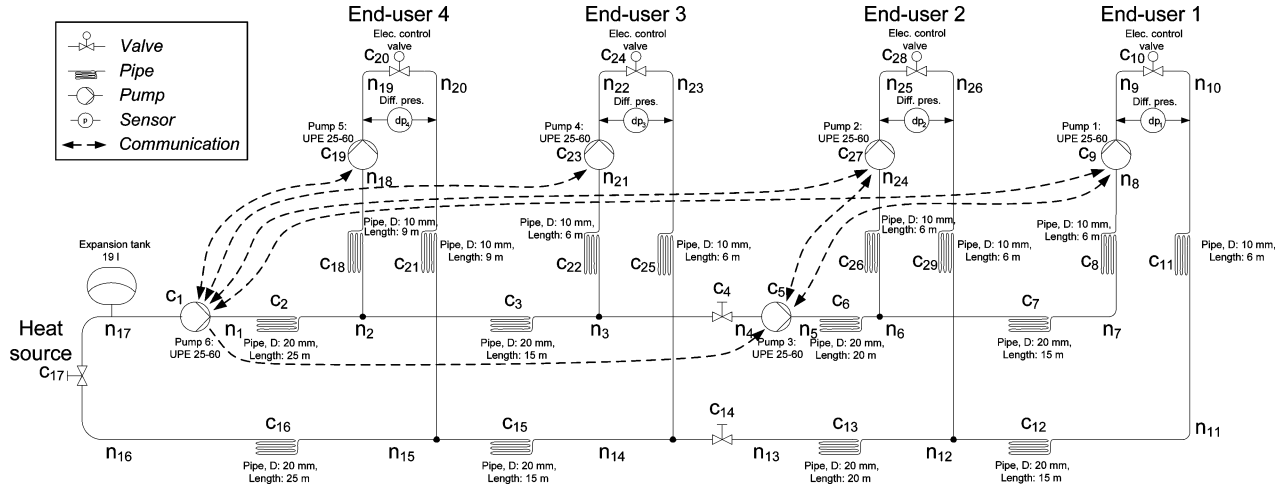 End-user 4
End-user 3
End-user 2
End-user 1
Valve
Pipe
Pump
p
Sensor
Communication
Elec. control
valve
C20
n19
n20
Diff. pres.
dp4
Pump 5:
UPE 25-60
C19
n18
Elec. control
valve
C24
n22
n23
Diff. pres.
dp3
Pump 4:
UPE 25-60
C23
n21
Elec. control
valve
C28
n25
n26
Diff. pres.
dp2
Pump 2:
UPE 25-60
C27
n24
Elec. control
valve
C10
n9
n10
Diff. pres.
dp1
Pump 1:
UPE 25-60
C9
n8
Pipe, D: 10 mm,
Length: 9 m
C18
Pipe, D: 10 mm,
Length: 9 m
C21
Pipe, D: 10 mm,
Length: 6 m
C22
Pipe, D: 10 mm,
Length: 6 m
C25
Pipe, D: 10 mm,
Length: 6 m
C26
Pipe, D: 10 mm,
Length: 6 m
C29
Pipe, D: 10 mm,
Length: 6 m
C8
Pipe, D: 10 mm,
Length: 6 m
C11
Expansion tank
19 l
n17
C1
Pump 6:
UPE 25-60
n1
C2
Pipe, D: 20 mm,
Length: 25 m
n2
C3
Pipe, D: 20 mm,
Length: 15 m
n3
C4
n4
C5
Pump 3:
UPE 25-60
n5
C6
Pipe, D: 20 mm,
Length: 20 m
n6
C7
Pipe, D: 20 mm,
Length: 15 m
n7
Heat
source
C17
n16
C16
Pipe, D: 20 mm,
Length: 25 m
n15
C15
Pipe, D: 20 mm,
Length: 15 m
n14
C14
n13
C13
Pipe, D: 20 mm,
Length: 20 m
n12
C12
Pipe, D: 20 mm,
Length: 15 m
n11